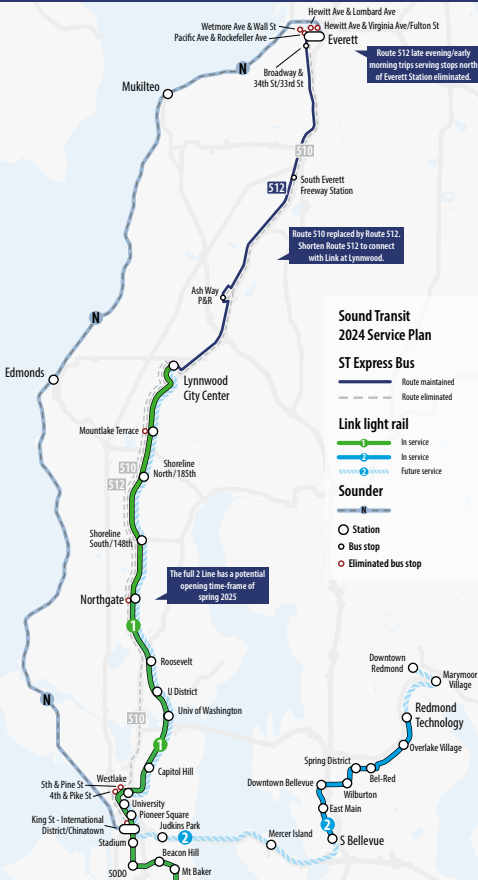 Hewitt Ave & Lombard Ave
Wetmore Ave & Wall St
Hewitt Ave & Virginia Ave/Fulton St
Pacific Ave & Rockefeller Ave
Everett
Route 512 late evening/early
morning trips serving stops north
of Everett Station eliminated.
N
Broadway &
34th St/33rd St
Mukilteo
510
South Everett
Freeway Station
512
Route 510 replaced by Route 512.
Shorten Route 512 to connect
with Link at Lynnwood.
Ash Way
P&R
N
Edmonds
Lynnwood
City Center
Mountlake Terrace
510
512
Shoreline
North/185th
Shoreline
South/148th
The full 2 Line has a potential
opening time-frame of
spring 2025
Northgate
1
Roosevelt
U District
N
Univ of Washington
510
1
Capitol Hill
Westlake
5th & Pine St
4th & Pike St
University
Pioneer Square
King St - International
District/Chinatown
Judkins Park
2
Stadium
Mercer Island
Beacon Hill
SODO
Mt Baker
Sound Transit
2024 Service Plan
ST Express Bus
Route maintained
Route eliminated
Link light rail
1 In service
2 In service
2 Future service
Sounder
N
Station
Bus stop
Eliminated bus stop
Downtown
Redmond
Marymoor
Village
Redmond
Technology
Overlake Village
Spring District
Bel-Red
Downtown Bellevue
Wilburton
East Main
2
S Bellevue